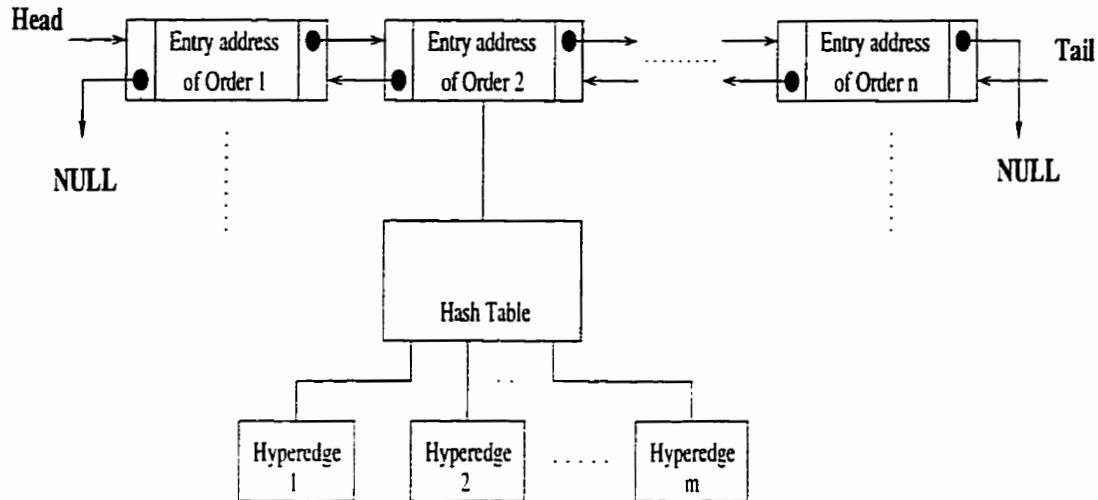 Head
Entry address
of Order 1
Entry address
of Order 2
Entry address
of Order n
Tail
NULL
NULL
Hash Table
Hyperedge
1
Hyperedge
2
Hyperedge
m